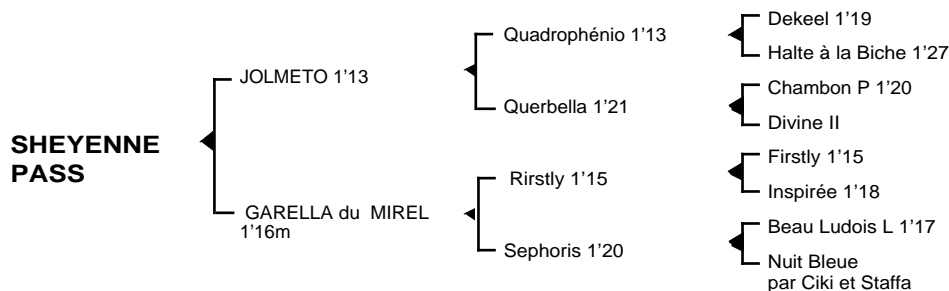 SHEYENNE
PASS
JOLMETO 1'13
GARELLA du MIREL
1'16m
Quadrophénio 1'13
Querbella 1'21
Rirstly 1'15
Sephoris 1'20
Dekeel 1'19
Halte à la Biche 1'27
Chambon P 1'20
Divine II
Firstly 1'15
Inspirée 1'18
Beau Ludois L 1'17
Nuit Bleue
par Ciki et Staffa